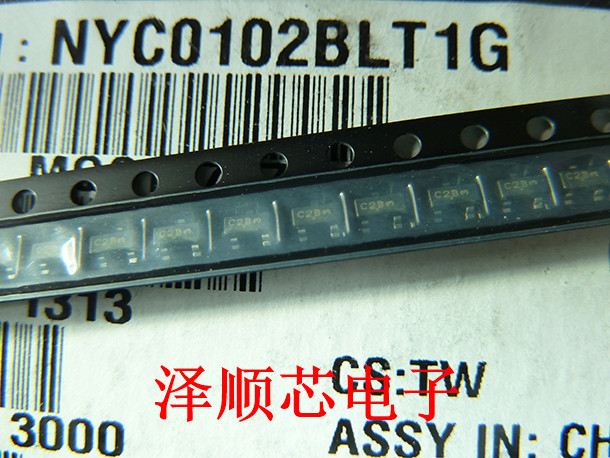 : NYC0102BLT1G
C2Bm C2Bm C2Bm C2Bm C2Bm C2Bm C2Bm
1313
CS:TW
泽顺芯电子
3000
ASSY IN: CH